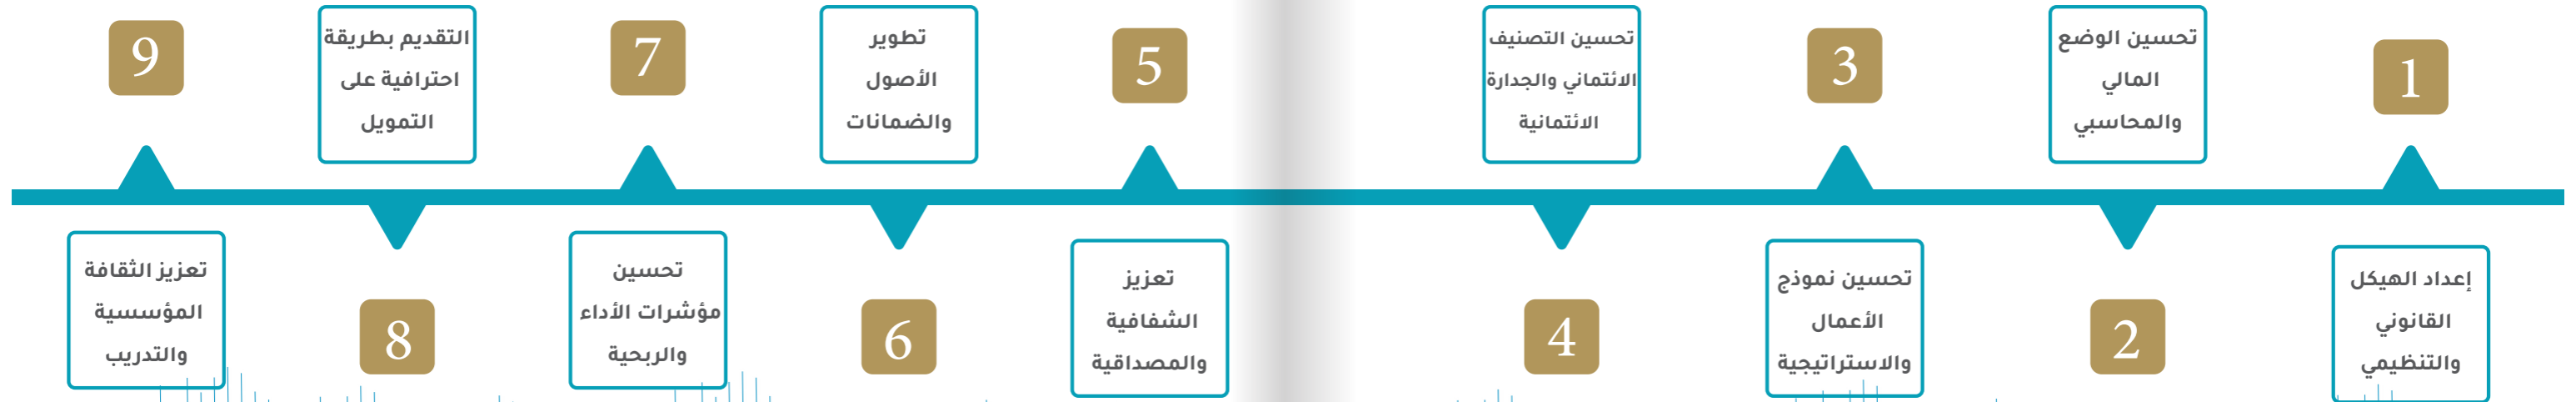 1
إعداد الهيكل
القانوني
والتنظيمي
تحسين الوضع
المالي
والمحاسبي
2
3
تحسين نموذج
الأعمال
والاستراتيجية
تحسين التصنيف
الائتماني والجدارة
الائتمانية
4
5
تعزيز
الشفافية
والمصداقية
تطوير
الأصول
والضمانات
6
7
تحسين
مؤشرات الأداء
والربحية
التقديم بطريقة
احترافية على
التمويل
8
9
تعزيز الثقافة
المؤسسية
والتدريب